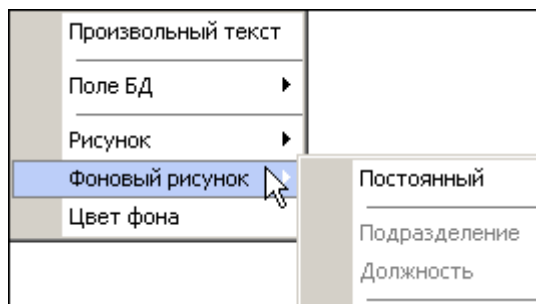 Произвольный текст
Поле БД
Рисунок
Фоновый рисунок
Цвет фона
Постоянный
Подразделение
Должность